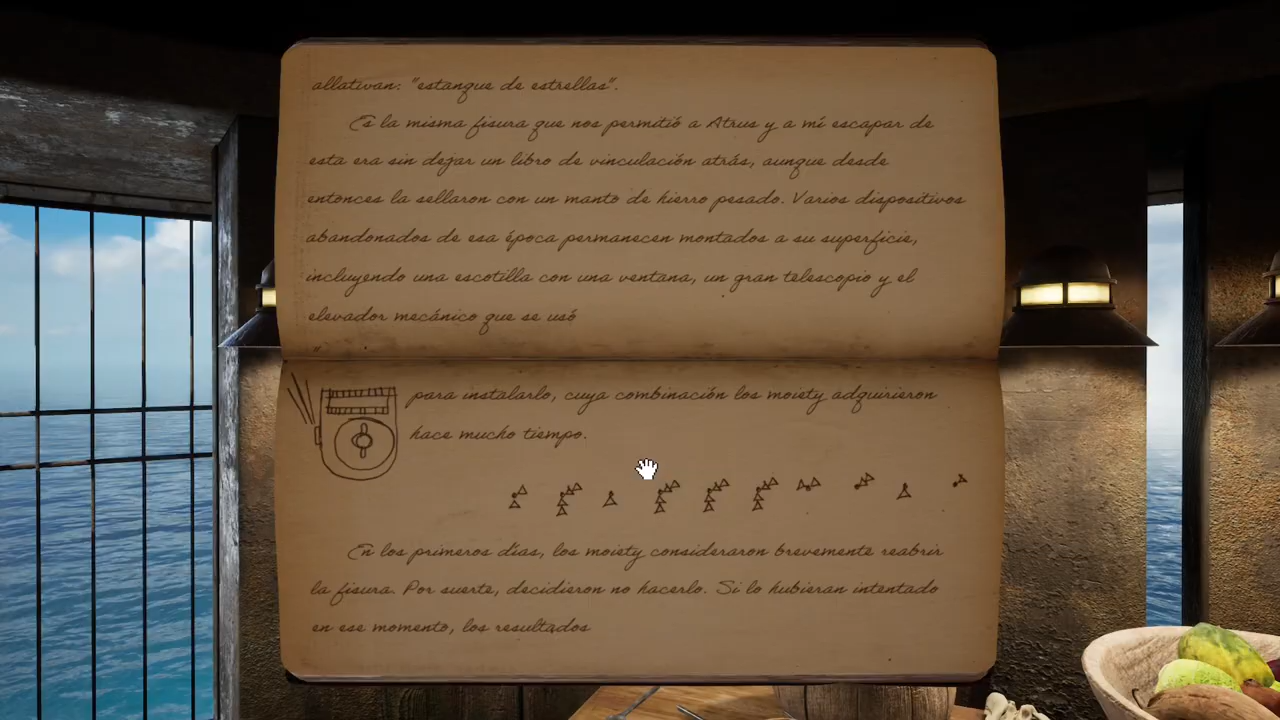 allativan: "estanque de estrellas".
Es la misma fisura que nos permitió a Atrus y a mí escapar de
esta era sin dejar un libro de vinculación atrás, aunque desde
entonces la sellaron con un manto de hierro pesado. Varios dispositivos
abandonados de esa época permanecen montados a su superficie,
incluyendo una escotilla con una ventana, un gran telescopio y el
elevador mecánico que se usó
para instalarlo, cuya combinación los moiety adquirieron
hace mucho tiempo.
En los primeros días, los moiety consideraron brevemente reabrir
la fisura. Por suerte, decidieron no hacerlo. Si lo hubieran intentado
en ese momento, los resultados